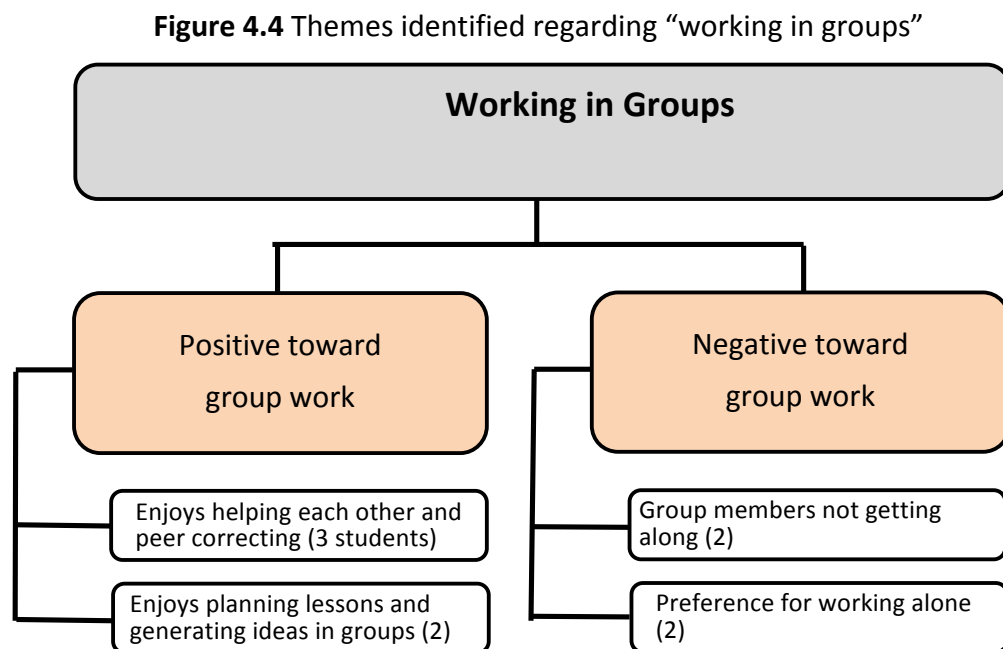 Figure 4.4 Themes identified regarding “working in groups”
Working in Groups
Positive toward
group work
Negative toward
group work
Enjoys helping each other and
peer correcting (3 students)
Group members not getting
along (2)
Enjoys planning lessons and
generating ideas in groups (2)
Preference for working alone
(2)